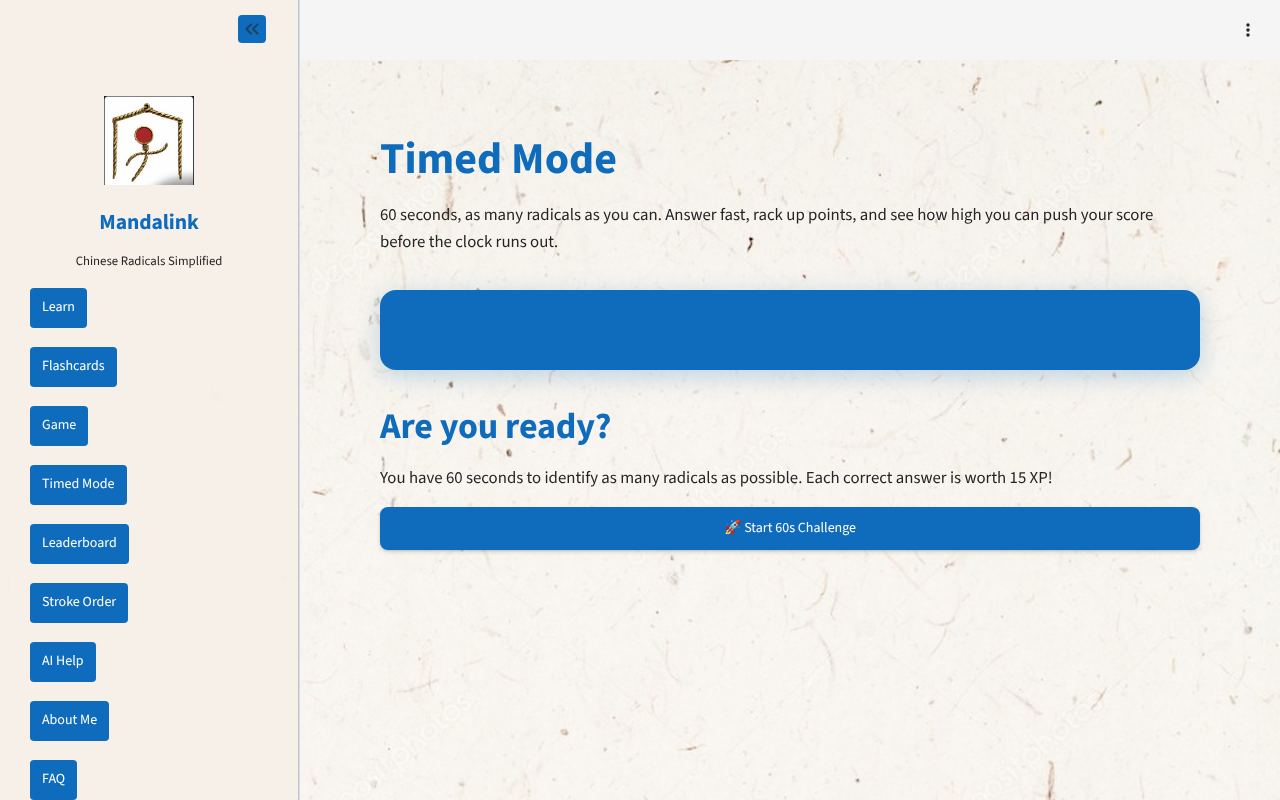 Mandalink
Chinese Radicals Simplified
Learn
Flashcards
Game
Timed Mode
Leaderboard
Stroke Order
AI Help
About Me
FAQ
Timed Mode
60 seconds, as many radicals as you can. Answer fast, rack up points, and see how high you can push your score
before the clock runs out.
Are you ready?
You have 60 seconds to identify as many radicals as possible. Each correct answer is worth 15 XP!
🚀 Start 60s Challenge